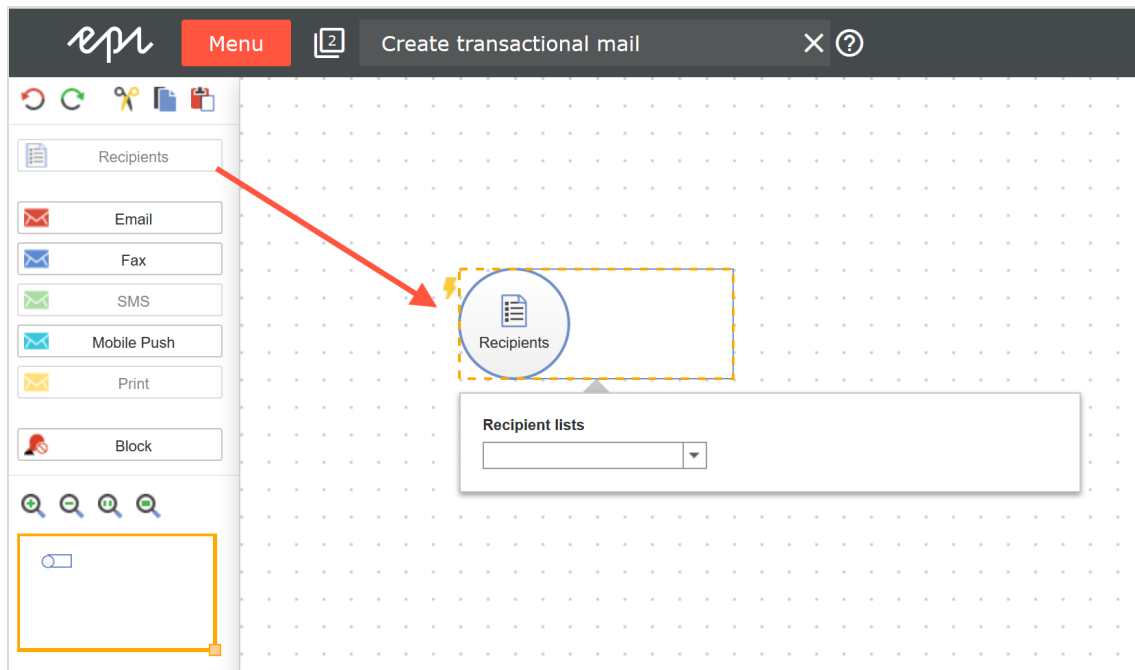 epi
Menu
2
Create transactional mail
Recipients
Email
Fax
SMS
Mobile Push
Print
Block
Recipients
Recipient lists